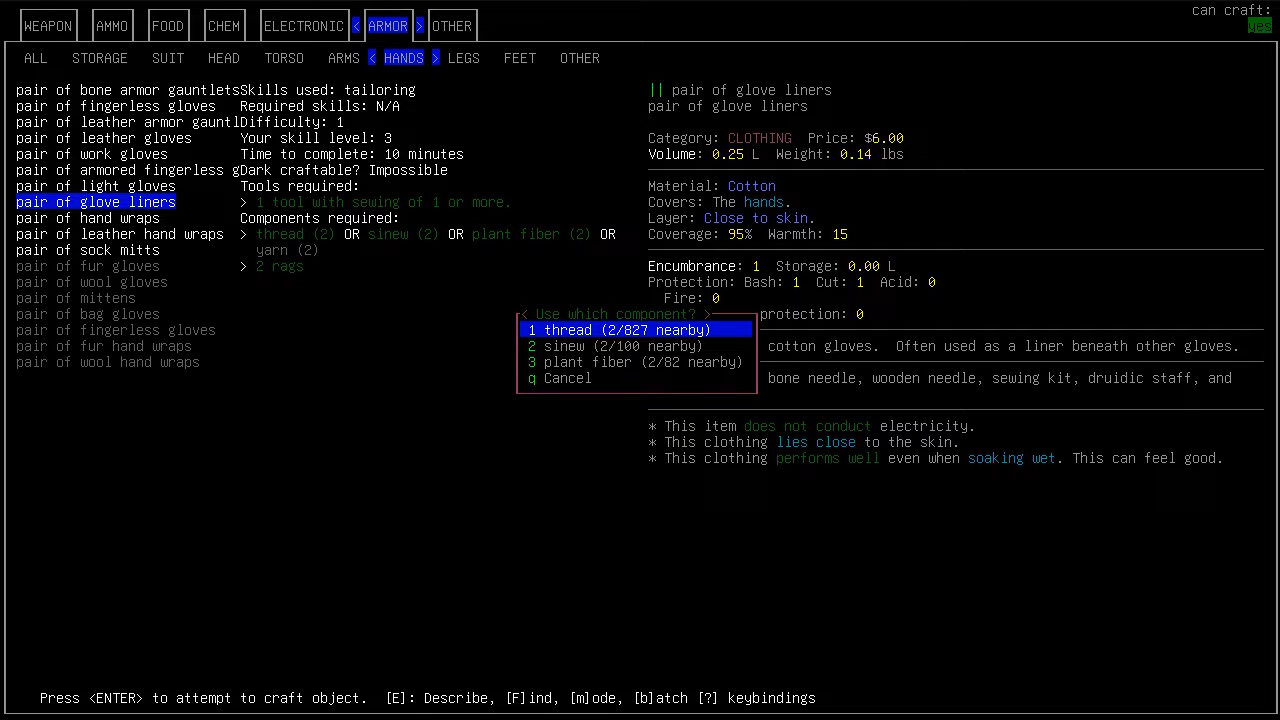 can craft:
WEAPON AMMO FOOD CHEM ELECTRONIC < ARMOR > OTHER yes
ALL STORAGE SUIT HEAD TORSO ARMS < HANDS > LEGS FEET OTHER
pair of bone armor gauntletsSkills used: tailoring
pair of fingerless gloves Required skills: N/A
pair of leather armor gauntlDifficulty: 1
pair of leather gloves Your skill level: 3
pair of work gloves Time to complete: 10 minutes
pair of armored fingerless gDark craftable? Impossible
pair of light gloves Tools required:
pair of glove liners > 1 tool with sewing of 1 or more.
pair of hand wraps Components required:
pair of leather hand wraps > thread (2) OR sinew (2) OR plant fiber (2) OR
pair of sock mitts yarn (2)
pair of fur gloves > 2 rags
pair of wool gloves
pair of mittens
pair of bag gloves
pair of fingerless gloves
pair of fur hand wraps
pair of wool hand wraps
|| pair of glove liners
pair of glove liners
Category: CLOTHING Price: $6.00
Volume: 0.25 L Weight: 0.14 lbs
Material: Cotton
Covers: The hands.
Layer: Close to skin.
Coverage: 95% Warmth: 15
Encumbrance: 1 Storage: 0.00 L
Protection: Bash: 1 Cut: 1 Acid: 0
Fire: 0
protection: 0
cotton gloves. Often used as a liner beneath other gloves.
bone needle, wooden needle, sewing kit, druidic staff, and
* This item does not conduct electricity.
* This clothing lies close to the skin.
* This clothing performs well even when soaking wet. This can feel good.
< Use which component? >
1 thread (2/827 nearby)
2 sinew (2/100 nearby)
3 plant fiber (2/82 nearby)
q Cancel
Press <ENTER> to attempt to craft object. [E]: Describe, [F]ind, [m]ode, [b]atch [?] keybindings